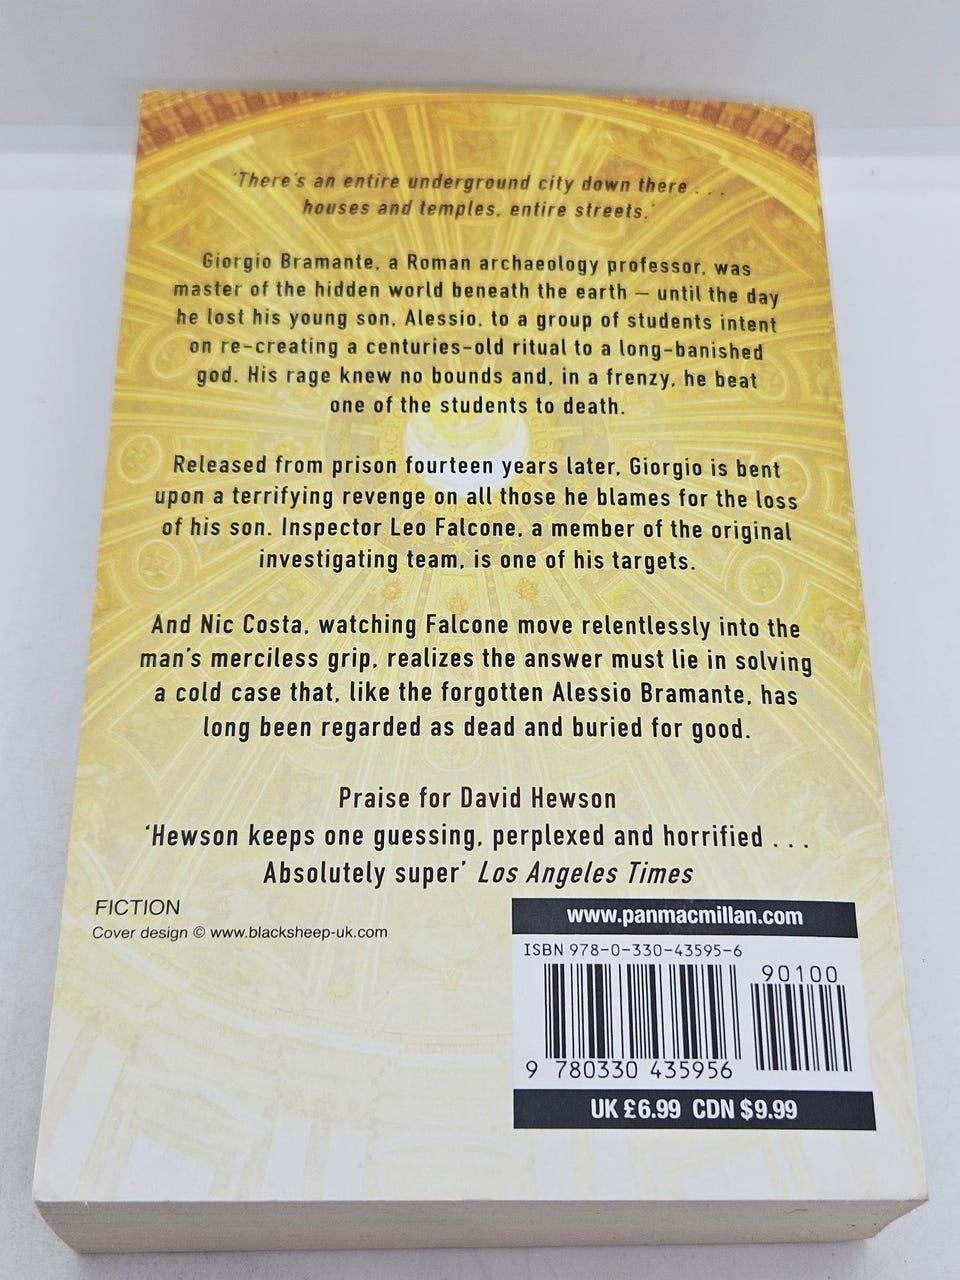 'There's an entire underground city down there . . .
houses and temples, entire streets.'
Giorgio Bramante, a Roman archaeology professor, was
master of the hidden world beneath the earth – until the day
he lost his young son, Alessio, to a group of students intent
on re-creating a centuries-old ritual to a long-banished
god. His rage knew no bounds and, in a frenzy, he beat
one of the students to death.
Released from prison fourteen years later, Giorgio is bent
upon a terrifying revenge on all those he blames for the loss
of his son. Inspector Leo Falcone, a member of the original
investigating team, is one of his targets.
And Nic Costa, watching Falcone move relentlessly into the
man's merciless grip, realizes the answer must lie in solving
a cold case that, like the forgotten Alessio Bramante, has
long been regarded as dead and buried for good.
Praise for David Hewson
'Hewson keeps one guessing, perplexed and horrified . . .
Absolutely super' Los Angeles Times
FICTION
Cover design © www.blacksheep-uk.com
www.panmacmillan.com
ISBN 978-0-330-43595-6
90100
9 780330 435956
UK £6.99 CDN $9.99